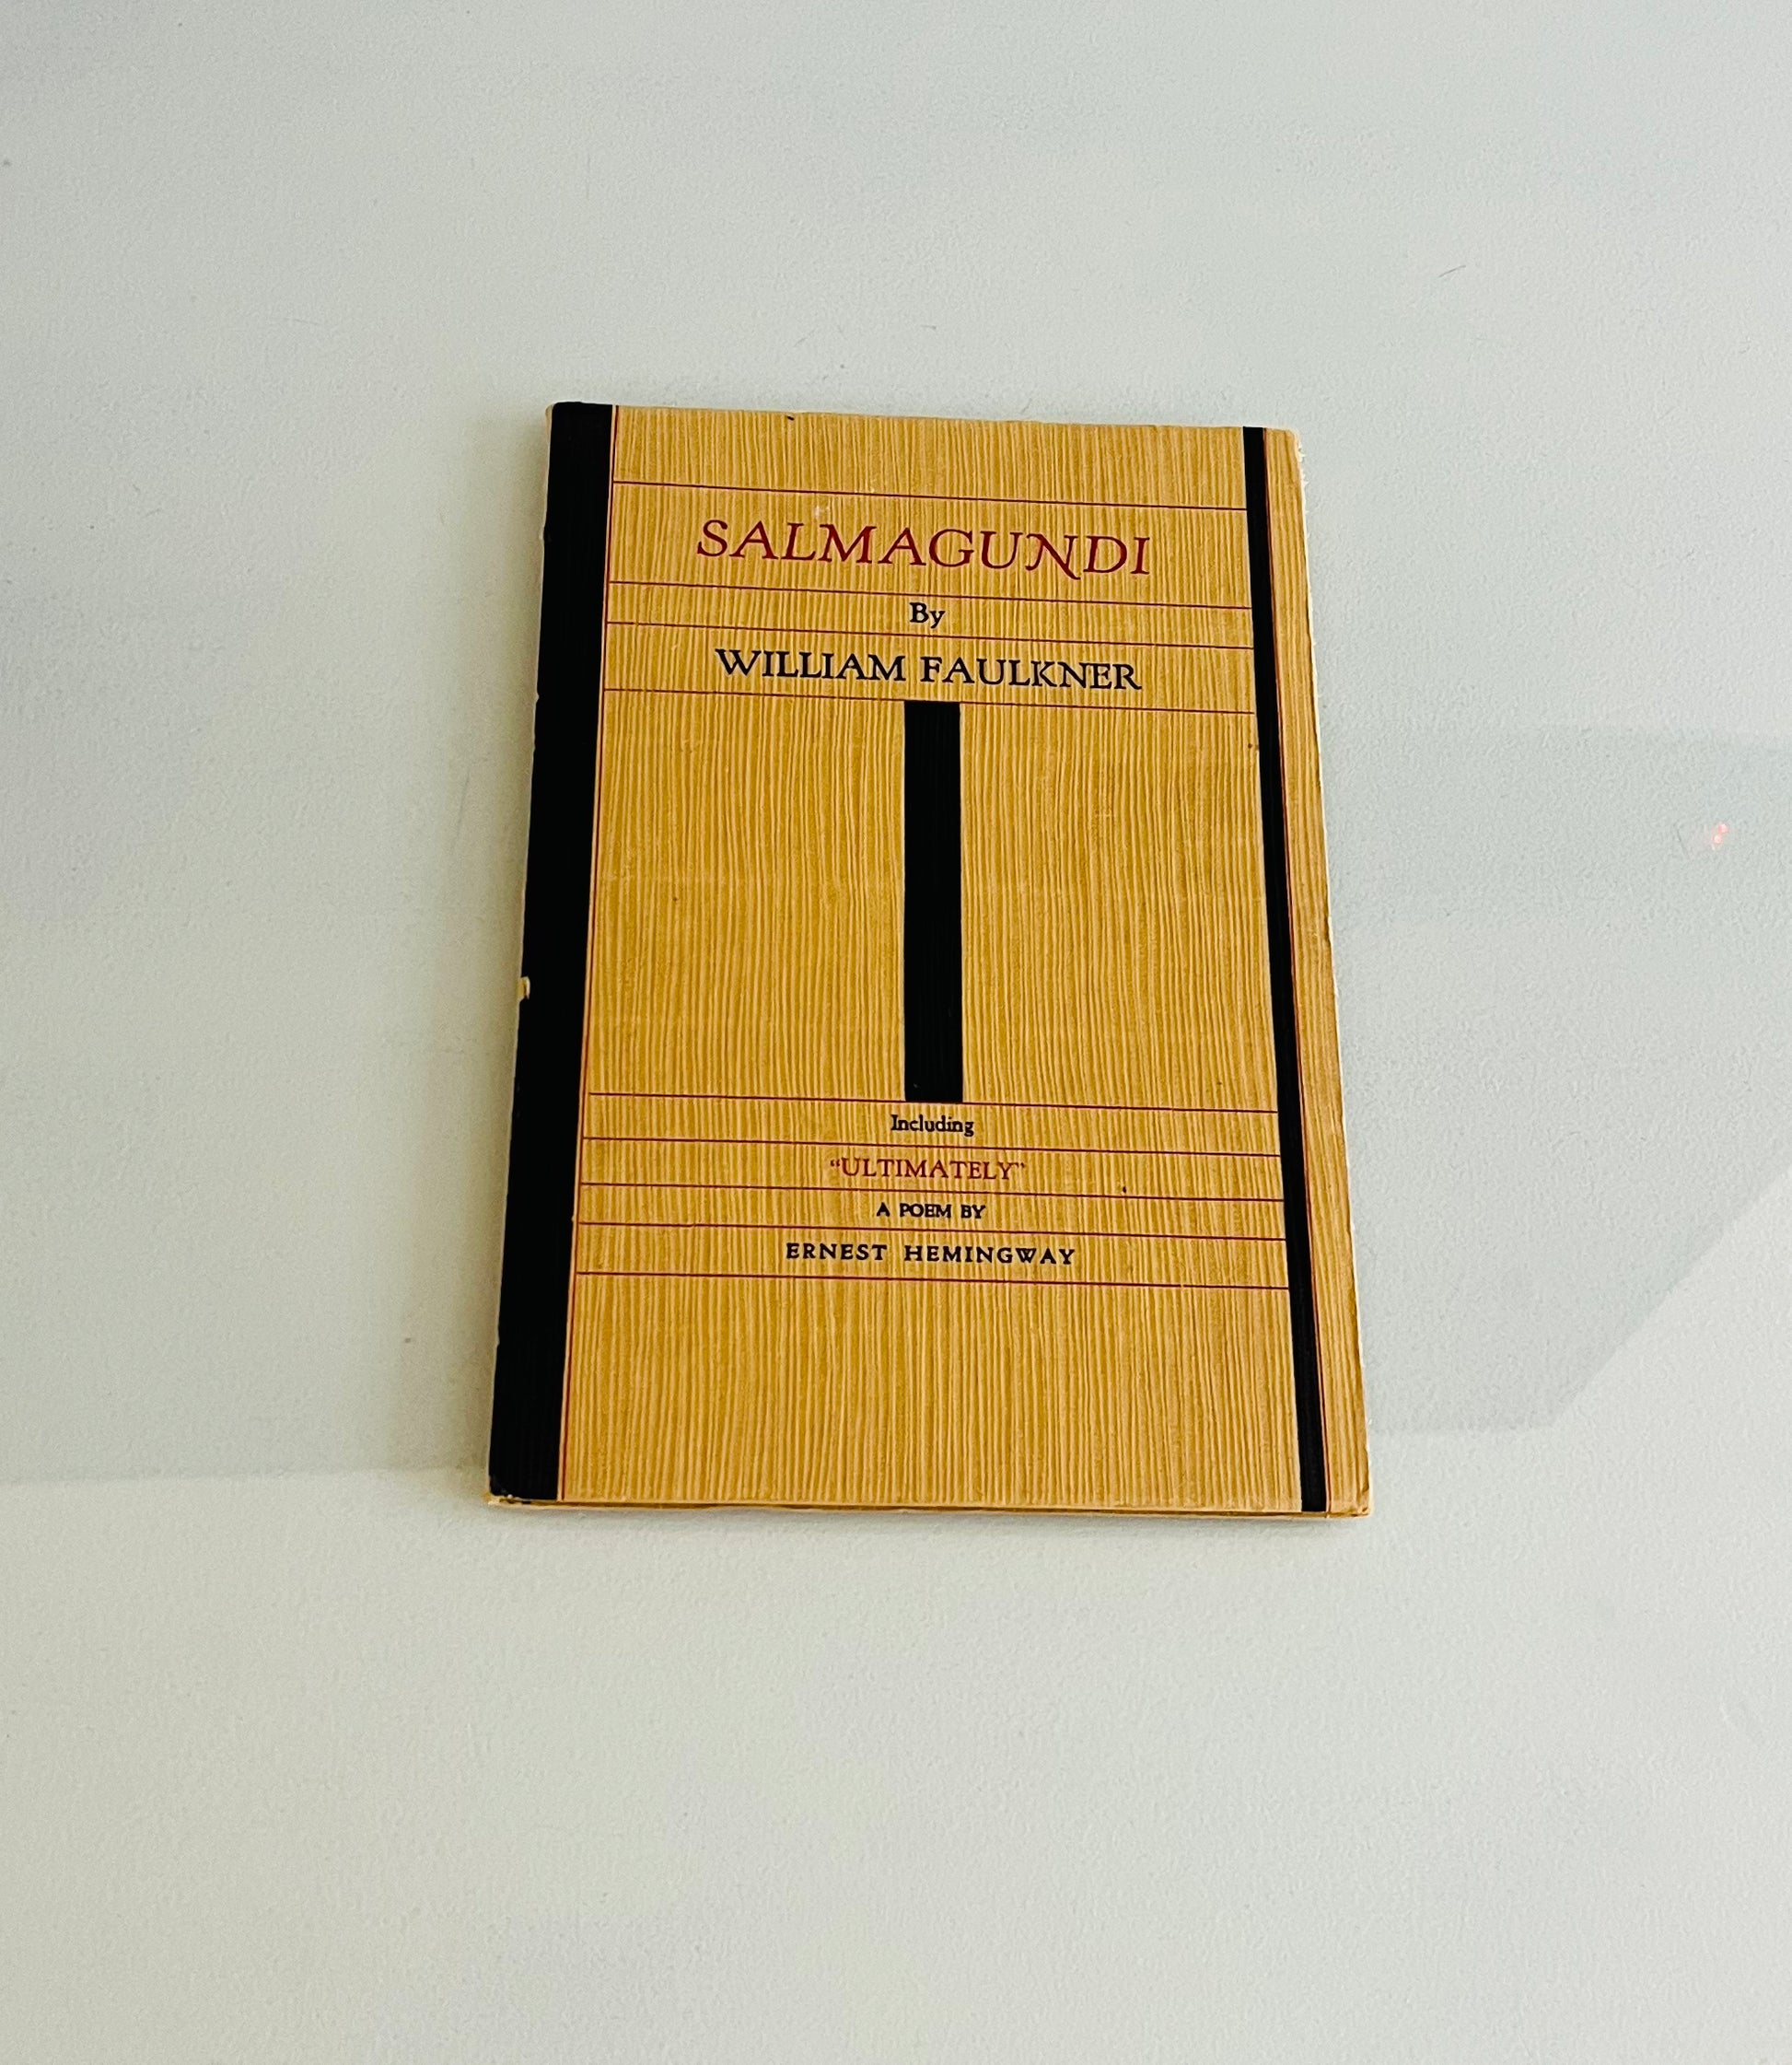 SALMAGUNDI
By
WILLIAM FAULKNER
Including
“ULTIMATELY”
A POEM BY
ERNEST HEMINGWAY